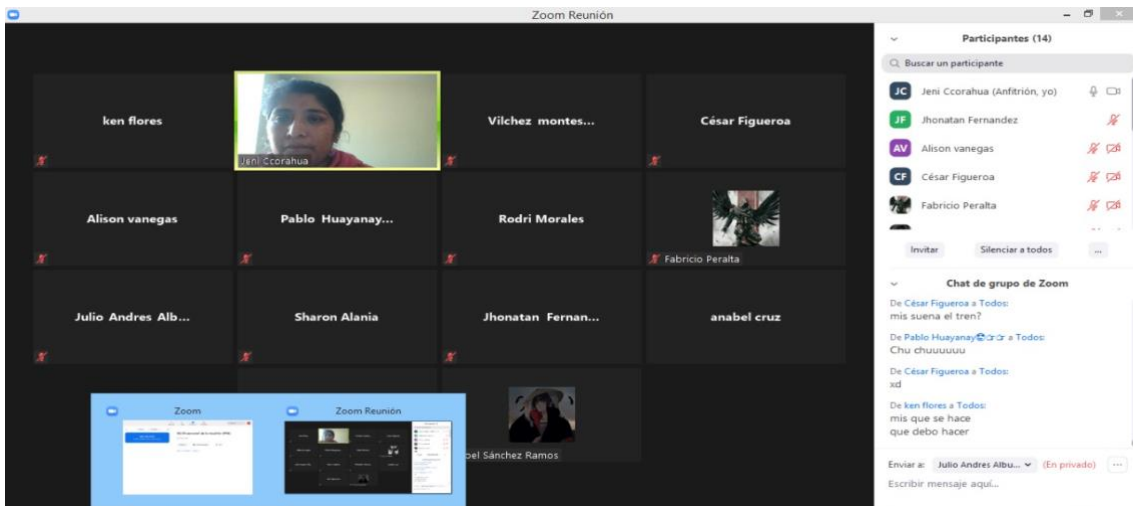 Zoom Reunión
ken flores
Jeni Ccorahua
Vilchez montes...
César Figueroa
Alison vanegas
Pablo Huayanay...
Rodri Morales
Fabricio Peralta
Julio Andres Alb...
Sharon Alania
Jhonatan Fernan...
anabel cruz
Sánchez Ramos
Zoom
Zoom Reunión
Participantes (14)
Buscar un participante
JC Jeni Ccorahua (Anfitrión, yo)
JF Jhonatan Fernandez
AV Alison vanegas
CF César Figueroa
Fabricio Peralta
Invitar Silenciar a todos ...
Chat de grupo de Zoom
De César Figueroa a Todos:
mis suena el tren?
De Pablo Huayanay a Todos:
Chu chuuuuuu
De César Figueroa a Todos:
xd
De ken flores a Todos:
mis que se hace
que debo hacer
Enviar a: Julio Andres Albu... (En privado) ...
Escribir mensaje aquí...